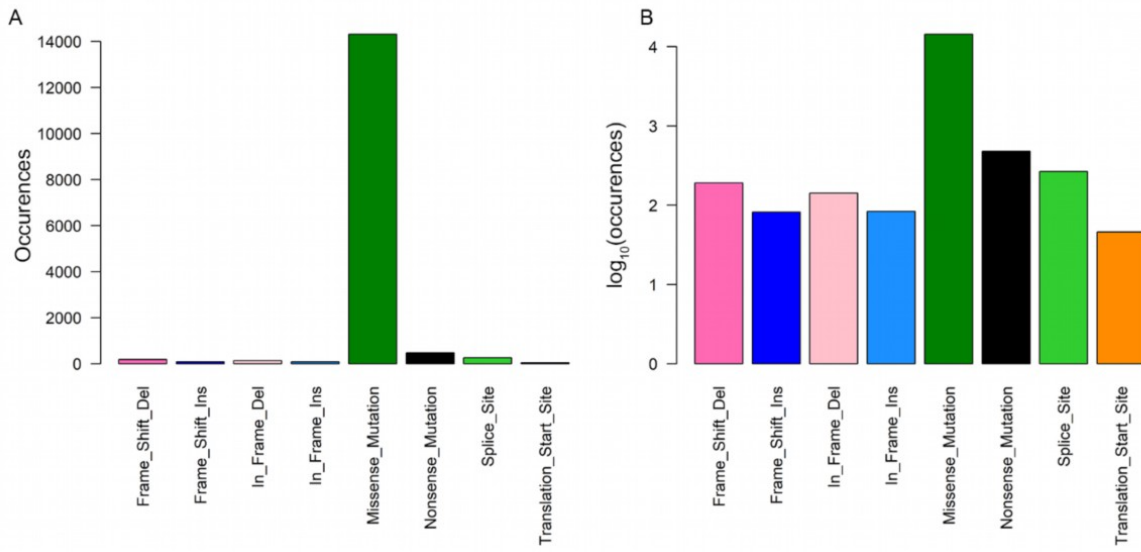 A
Occurences
14000
12000
10000
8000
6000
4000
2000
0
Frame_Shift_Del
Frame_Shift_Ins
In_Frame_Del
In_Frame_Ins
Missense_Mutation
Nonsense_Mutation
Splice_Site
Translation_Start_Site
B
log₁₀(occurences)
4
3
2
1
0
Frame_Shift_Del
Frame_Shift_Ins
In_Frame_Del
In_Frame_Ins
Missense_Mutation
Nonsense_Mutation
Splice_Site
Translation_Start_Site